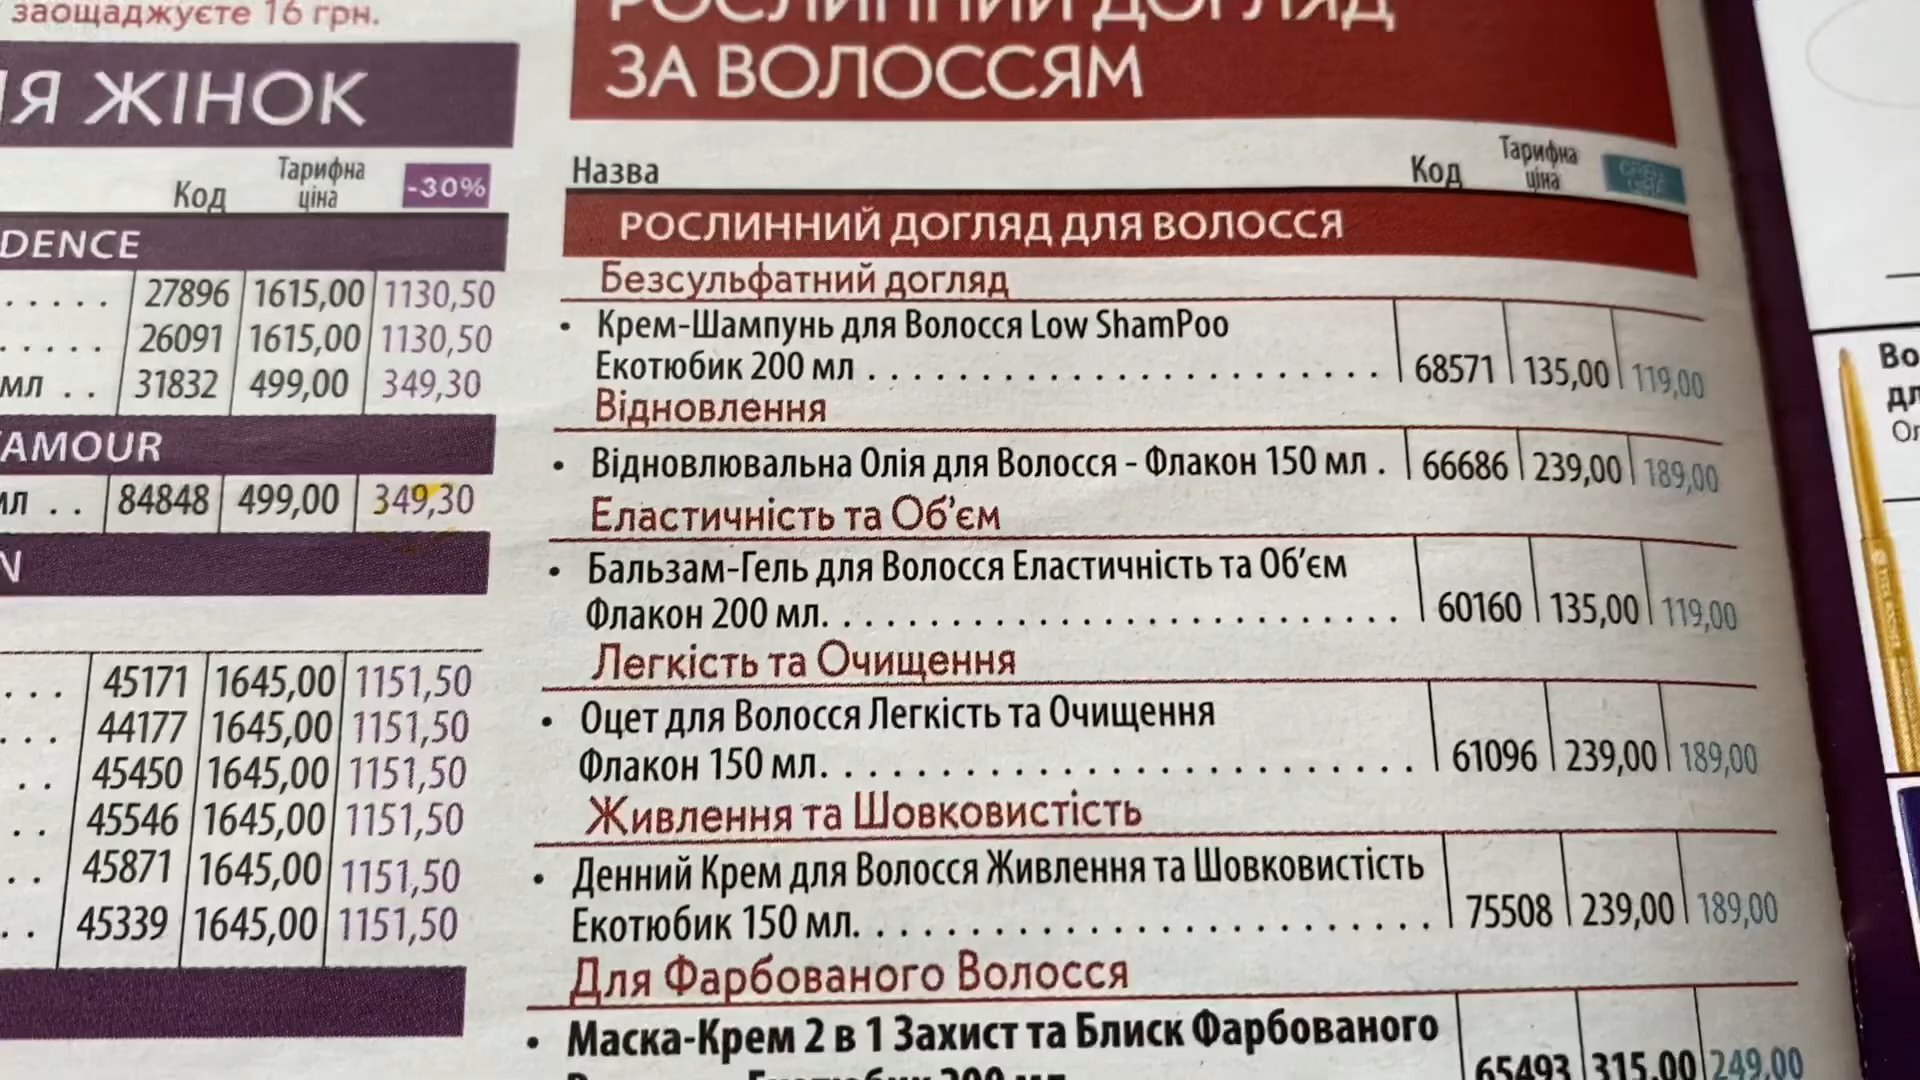 заощаджуєте 16 грн.
Я ЖІНОК
Код Тарифна ціна -30%
DENCE
..... 27896 1615,00 1130,50
..... 26091 1615,00 1130,50
мл .. 31832 499,00 349,30
'AMOUR
мл .. 84848 499,00 349,30
N
... 45171 1645,00 1151,50
... 44177 1645,00 1151,50
.. 45450 1645,00 1151,50
.. 45546 1645,00 1151,50
.. 45871 1645,00 1151,50
.. 45339 1645,00 1151,50
РОСЛИННИЙ ДОГЛЯД
ЗА ВОЛОССЯМ
Назва Код Тарифна ціна
РОСЛИННИЙ ДОГЛЯД ДЛЯ ВОЛОССЯ
Безсульфатний догляд
• Крем-Шампунь для Волосся Low ShamPoo
Екотюбик 200 мл ........................ 68571 135,00 119,00
Відновлення
• Відновлювальна Олія для Волосся - Флакон 150 мл . 66686 239,00 189,00
Еластичність та Об'єм
• Бальзам-Гель для Волосся Еластичність та Об'єм
Флакон 200 мл........................... 60160 135,00 119,00
Легкість та Очищення
• Оцет для Волосся Легкість та Очищення
Флакон 150 мл........................... 61096 239,00 189,00
Живлення та Шовковистість
• Денний Крем для Волосся Живлення та Шовковистість
Екотюбик 150 мл.......................... 75508 239,00 189,00
Для Фарбованого Волосся
• Маска-Крем 2 в 1 Захист та Блиск Фарбованого
65493 315,00 249,00
Во
дл
Ол